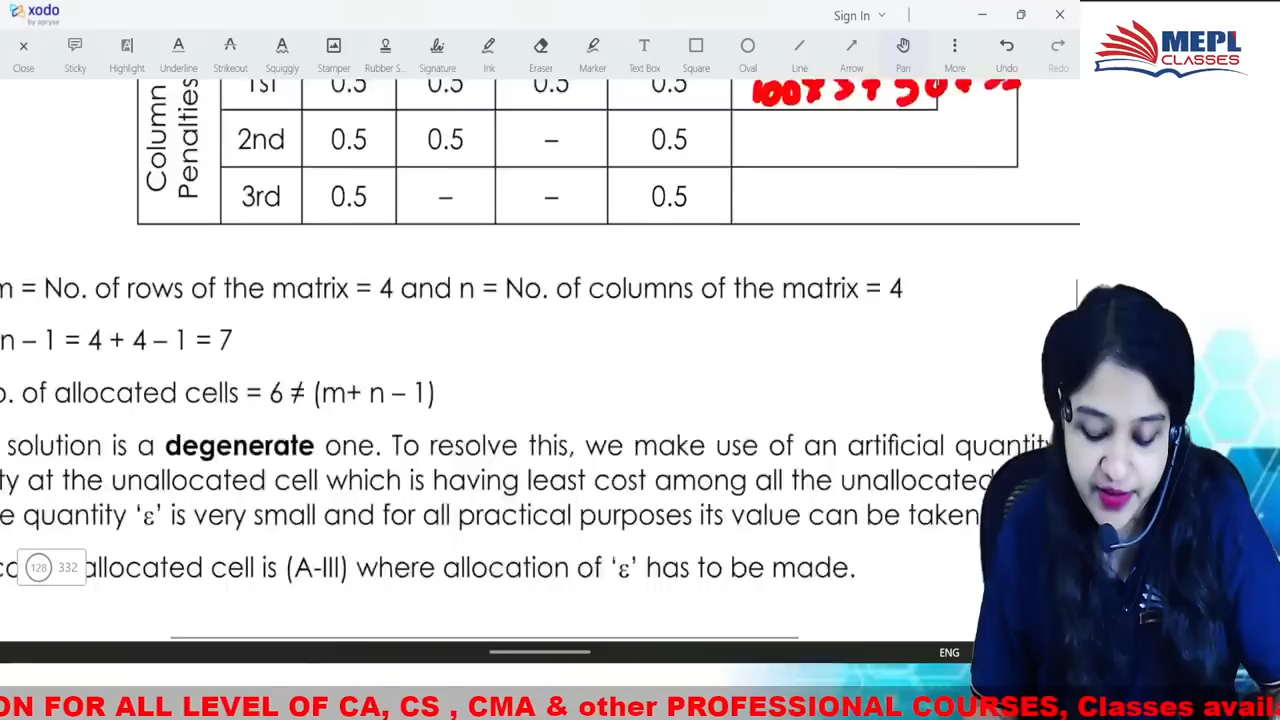 xodo
by apryse
Sign In
Close
Sticky
Highlight
Underline
Strikeout
Squiggly
Stamper
Rubber
Signature
Eraser
Marker
Text Box
Square
Oval
Line
Arrow
Pan
More
Undo
Redo
MEPL
CLASSES
Column
Penalties
1st 0.5 0.5 0.5 0.5
2nd 0.5 0.5 – 0.5
3rd 0.5 – – 0.5
m = No. of rows of the matrix = 4 and n = No. of columns of the matrix = 4
n – 1 = 4 + 4 – 1 = 7
o. of allocated cells = 6 ≠ (m+ n – 1)
solution is a degenerate one. To resolve this, we make use of an artificial quantity
ty at the unallocated cell which is having least cost among all the unallocated
e quantity ‘ε’ is very small and for all practical purposes its value can be taken
128 332 allocated cell is (A-III) where allocation of ‘ε’ has to be made.
ENG
ON FOR ALL LEVEL OF CA, CS , CMA & other PROFESSIONAL COURSES, Classes avail